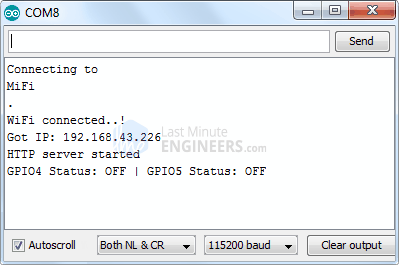 COM8
Send
Connecting to
MiFi
.
WiFi connected..!
Got IP: 192.168.43.226
HTTP server started
GPIO4 Status: OFF | GPIO5 Status: OFF
Last Minute
ENGINEERS.com
Autoscroll
Both NL & CR
115200 baud
Clear output